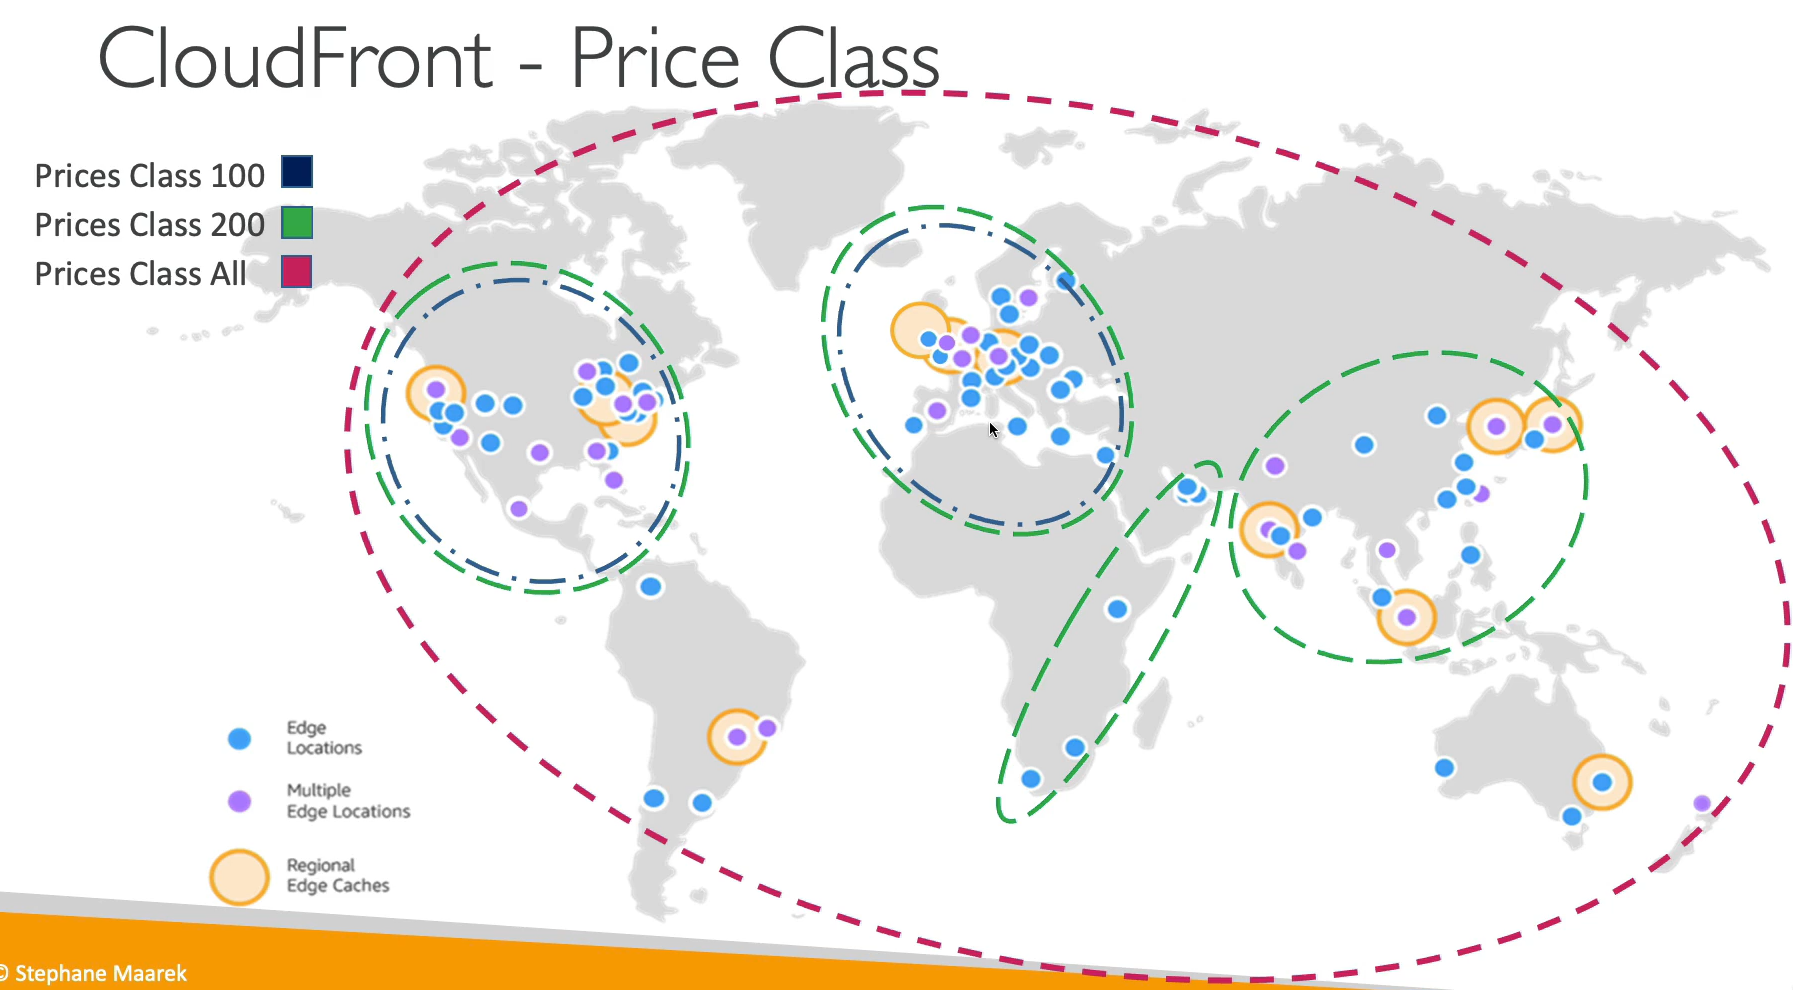 CloudFront - Price Class
Prices Class 100
Prices Class 200
Prices Class All
Edge
Locations
Multiple
Edge Locations
Regional
Edge Caches
© Stephane Maarek